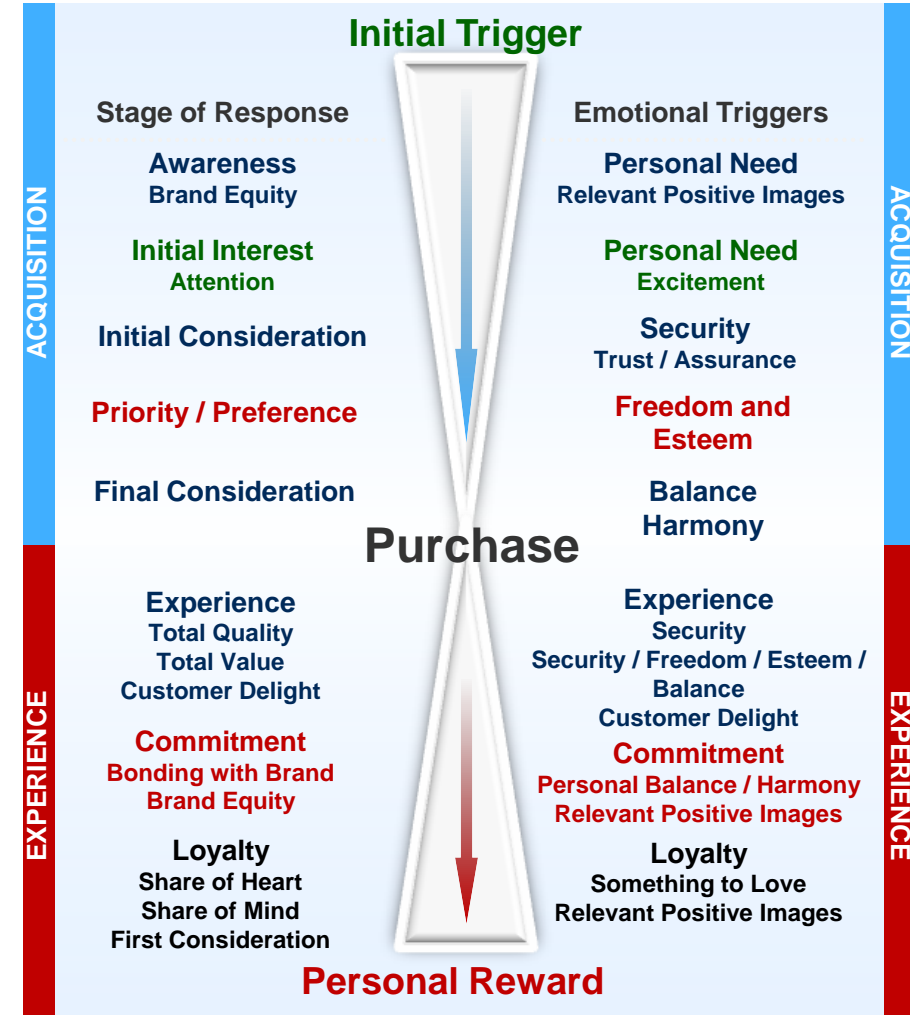 Initial Trigger
Stage of Response
Emotional Triggers
Awareness
Brand Equity
Personal Need
Relevant Positive Images
Initial Interest
Attention
Personal Need
Excitement
Initial Consideration
Security
Trust / Assurance
Priority / Preference
Freedom and
Esteem
Final Consideration
Balance
Harmony
ACQUISITION
ACQUISITION
Purchase
Experience
Total Quality
Total Value
Customer Delight
Experience
Security
Security / Freedom / Esteem /
Balance
Customer Delight
Commitment
Bonding with Brand
Brand Equity
Commitment
Personal Balance / Harmony
Relevant Positive Images
Loyalty
Share of Heart
Share of Mind
First Consideration
Loyalty
Something to Love
Relevant Positive Images
EXPERIENCE
EXPERIENCE
Personal Reward